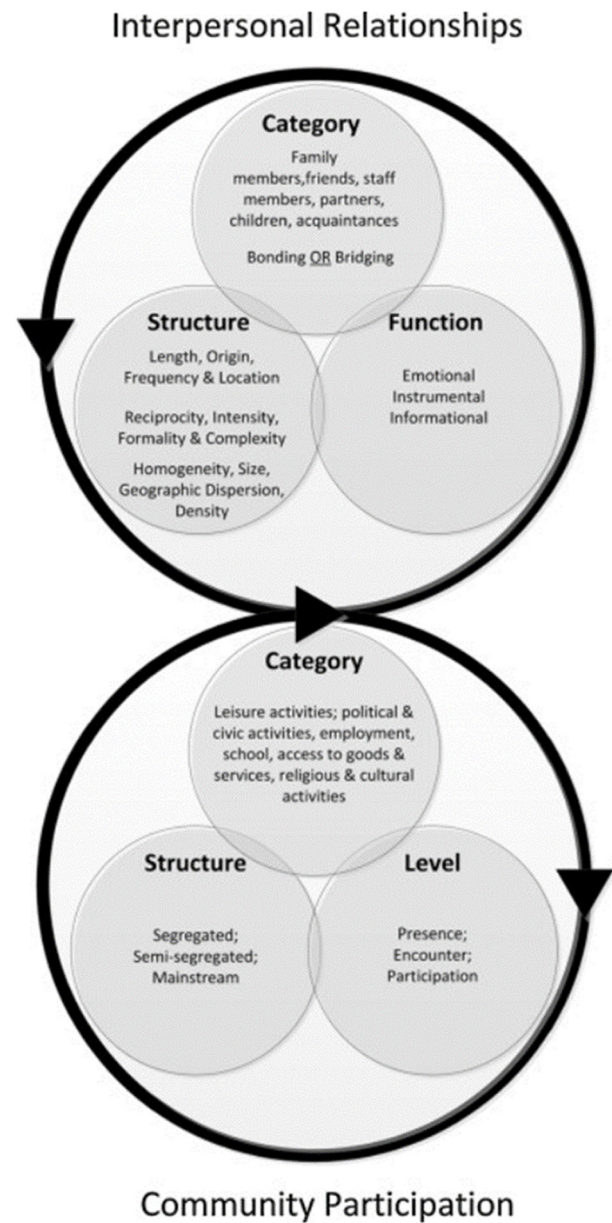 Interpersonal Relationships
Category
Family
members,friends, staff
members, partners,
children, acquaintances
Bonding OR Bridging
Structure
Length, Origin,
Frequency & Location
Reciprocity, Intensity,
Formality & Complexity
Homogeneity, Size,
Geographic Dispersion,
Density
Function
Emotional
Instrumental
Informational
Category
Leisure activities; political &
civic activities, employment,
school, access to goods &
services, religious & cultural
activities
Structure
Segregated;
Semi-segregated;
Mainstream
Level
Presence;
Encounter;
Participation
Community Participation